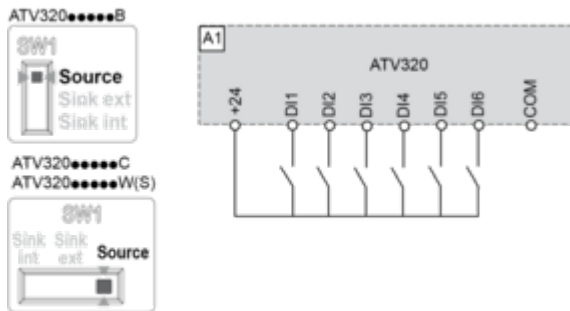 ATV320●●●●●B
SW1
Source
Sink ext
Sink int
ATV320●●●●●C
ATV320●●●●●W(S)
SW1
Sink int
Sink ext
Source
A1
ATV320
+24
DI1
DI2
DI3
DI4
DI5
DI6
COM